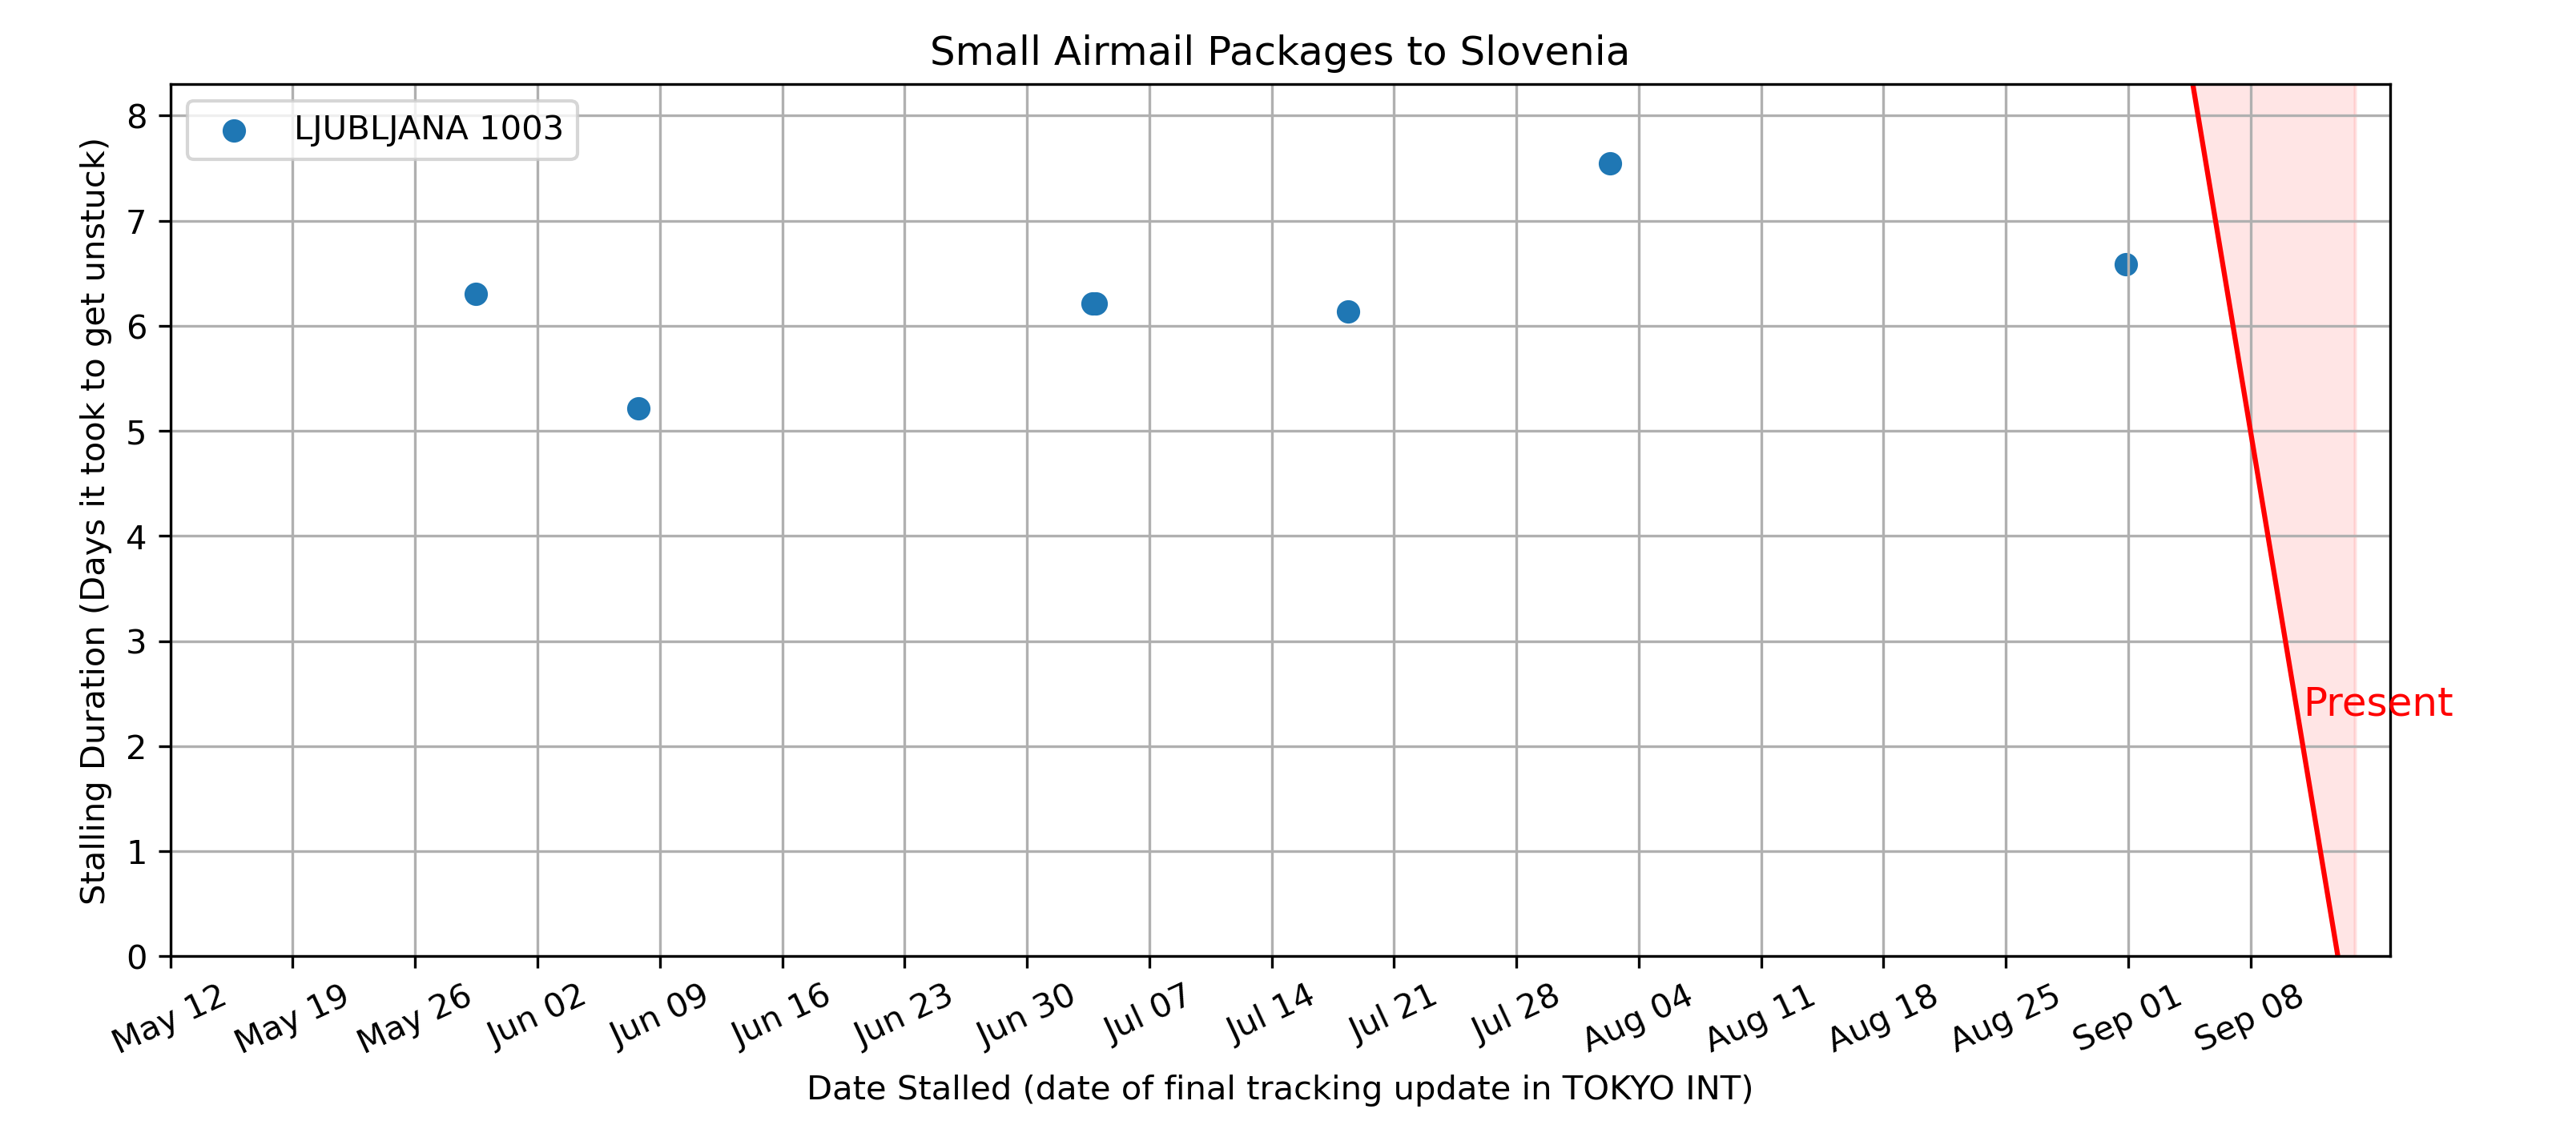 Small Airmail Packages to Slovenia
LJUBLJANA 1003
Stalling Duration (Days it took to get unstuck)
8
7
6
5
4
3
2
1
0
Present
May 12
May 19
May 26
Jun 02
Jun 09
Jun 16
Jun 23
Jun 30
Jul 07
Jul 14
Jul 21
Jul 28
Aug 04
Aug 11
Aug 18
Aug 25
Sep 01
Sep 08
Date Stalled (date of final tracking update in TOKYO INT)